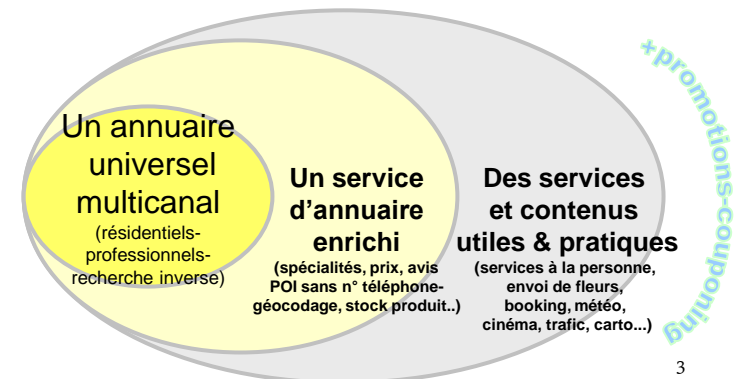 Un annuaire
universel
multicanal
(résidentiels-
professionnels-
recherche inverse)
Un service
d'annuaire
enrichi
(spécialités, prix, avis
POI sans n° téléphone-
géocodage, stock produit..)
Des services
et contenus
utiles & pratiques
(services à la personne,
envoi de fleurs,
booking, météo,
cinéma, trafic, carto...)
+promotions-couponing
3